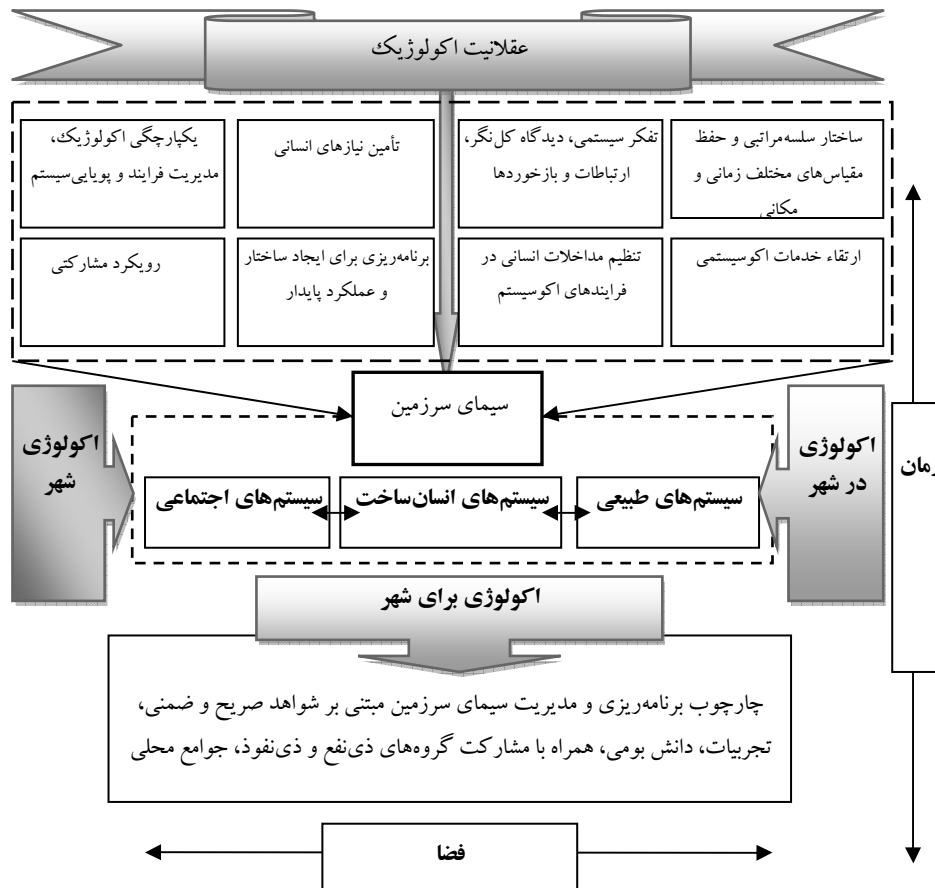 عقلانیت اکولوژیک
ساختار سلسه‌مراتبی و حفظ
مقیاس‌های مختلف زمانی و
مکانی
تفکر سیستمی، دیدگاه کل‌نگر،
ارتباطات و بازخوردها
تأمین نیازهای انسانی
یکپارچگی اکولوژیک،
مدیریت فرایند و پویایی‌سیستم
ارتقاء خدمات اکوسیستمی
تنظیم مداخلات انسانی در
فرایندهای اکوسیستم
برنامه‌ریزی برای ایجاد ساختار
و عملکرد پایدار
رویکرد مشارکتی
سیمای سرزمین
زمان
اکولوژی
در شهر
اکولوژی
شهر
سیستم‌های طبیعی
سیستم‌های انسان‌ساخت
سیستم‌های اجتماعی
اکولوژی برای شهر
چارچوب برنامه‌ریزی و مدیریت سیمای سرزمین مبتنی بر شواهد صریح و ضمنی،
تجربیات، دانش بومی، همراه با مشارکت گروه‌های ذی‌نفع و ذی‌نفوذ، جوامع محلی
فضا